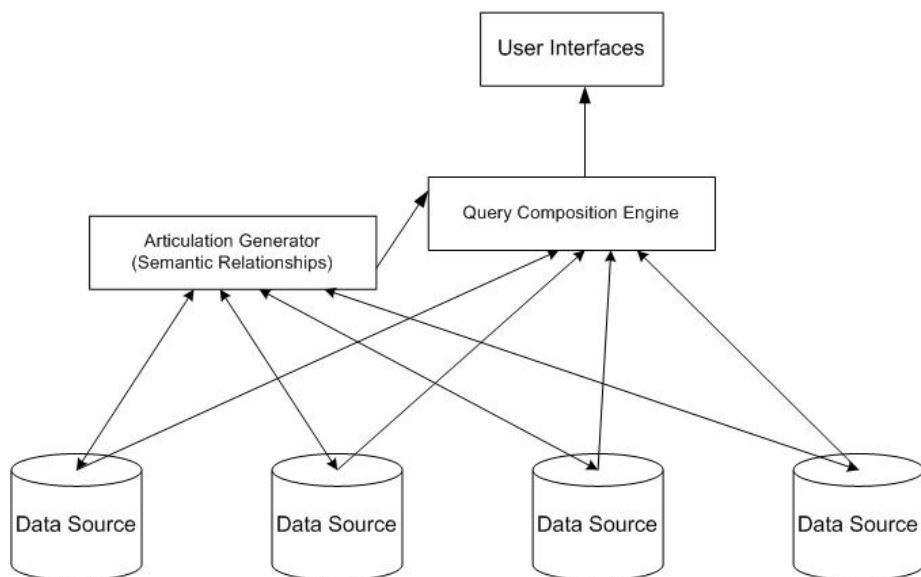 User Interfaces
Query Composition Engine
Articulation Generator
(Semantic Relationships)
Data Source
Data Source
Data Source
Data Source